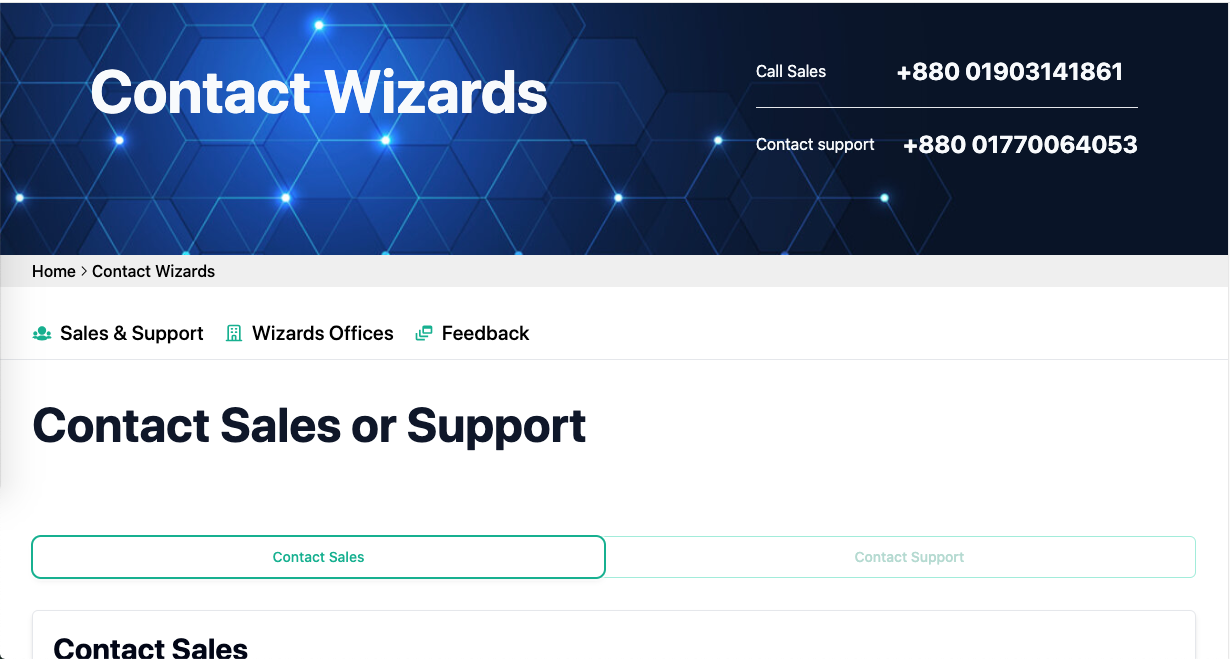 Contact Wizards
Call Sales +880 01903141861
Contact support +880 01770064053
Home > Contact Wizards
Sales & Support Wizards Offices Feedback
Contact Sales or Support
Contact Sales Contact Support
Contact Sales